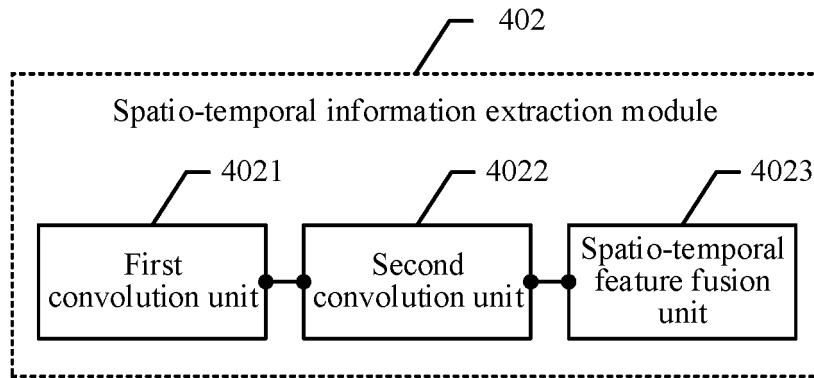 402
Spatio-temporal information extraction module
4021
4022
4023
First
convolution unit
Second
convolution unit
Spatio-temporal
feature fusion
unit